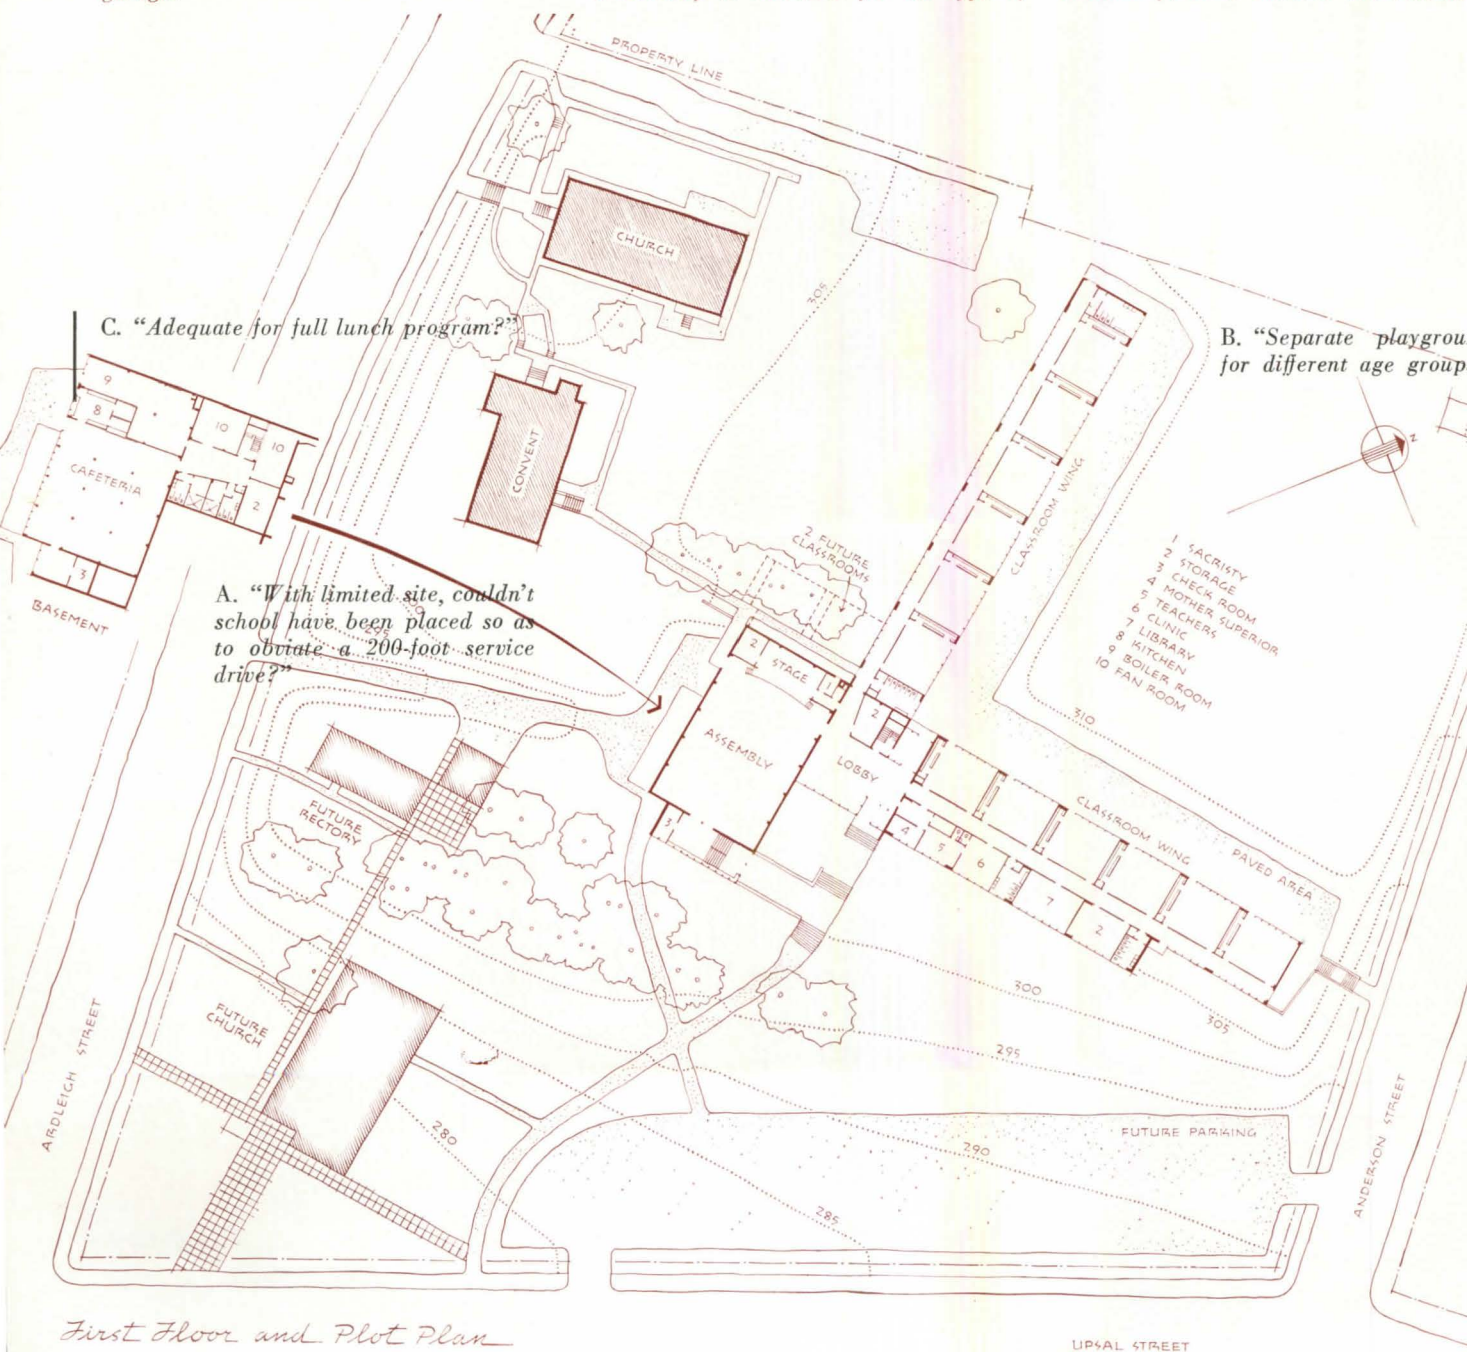 PROPERTY LINE
CHURCH
305
C. “Adequate for full lunch program?”
B. “Separate playgrou
for different age group
9
8
10
10
CAFETERIA
2
3
BASEMENT
CONVENT
N
CLASSROOM WING
2 FUTURE
CLASSROOMS
1 SACRISTY
2 STORAGE
3 CHECK ROOM
4 MOTHER SUPERIOR
5 TEACHERS
6 CLINIC
7 LIBRARY
8 KITCHEN
9 BOILER ROOM
10 FAN ROOM
A. “With limited site, couldn’t
school have been placed so as
to obviate a 200-foot service
drive?”
295
2
STAGE
1
2
310
ASSEMBLY
LOBBY
3
4
5
6
7
2
CLASSROOM WING
PAVED AREA
FUTURE
RECTORY
300
305
295
FUTURE
CHURCH
ARDLEIGH STREET
280
290
285
FUTURE PARKING
ANDERSON STREET
First Floor and Plot Plan
UPSAL STREET